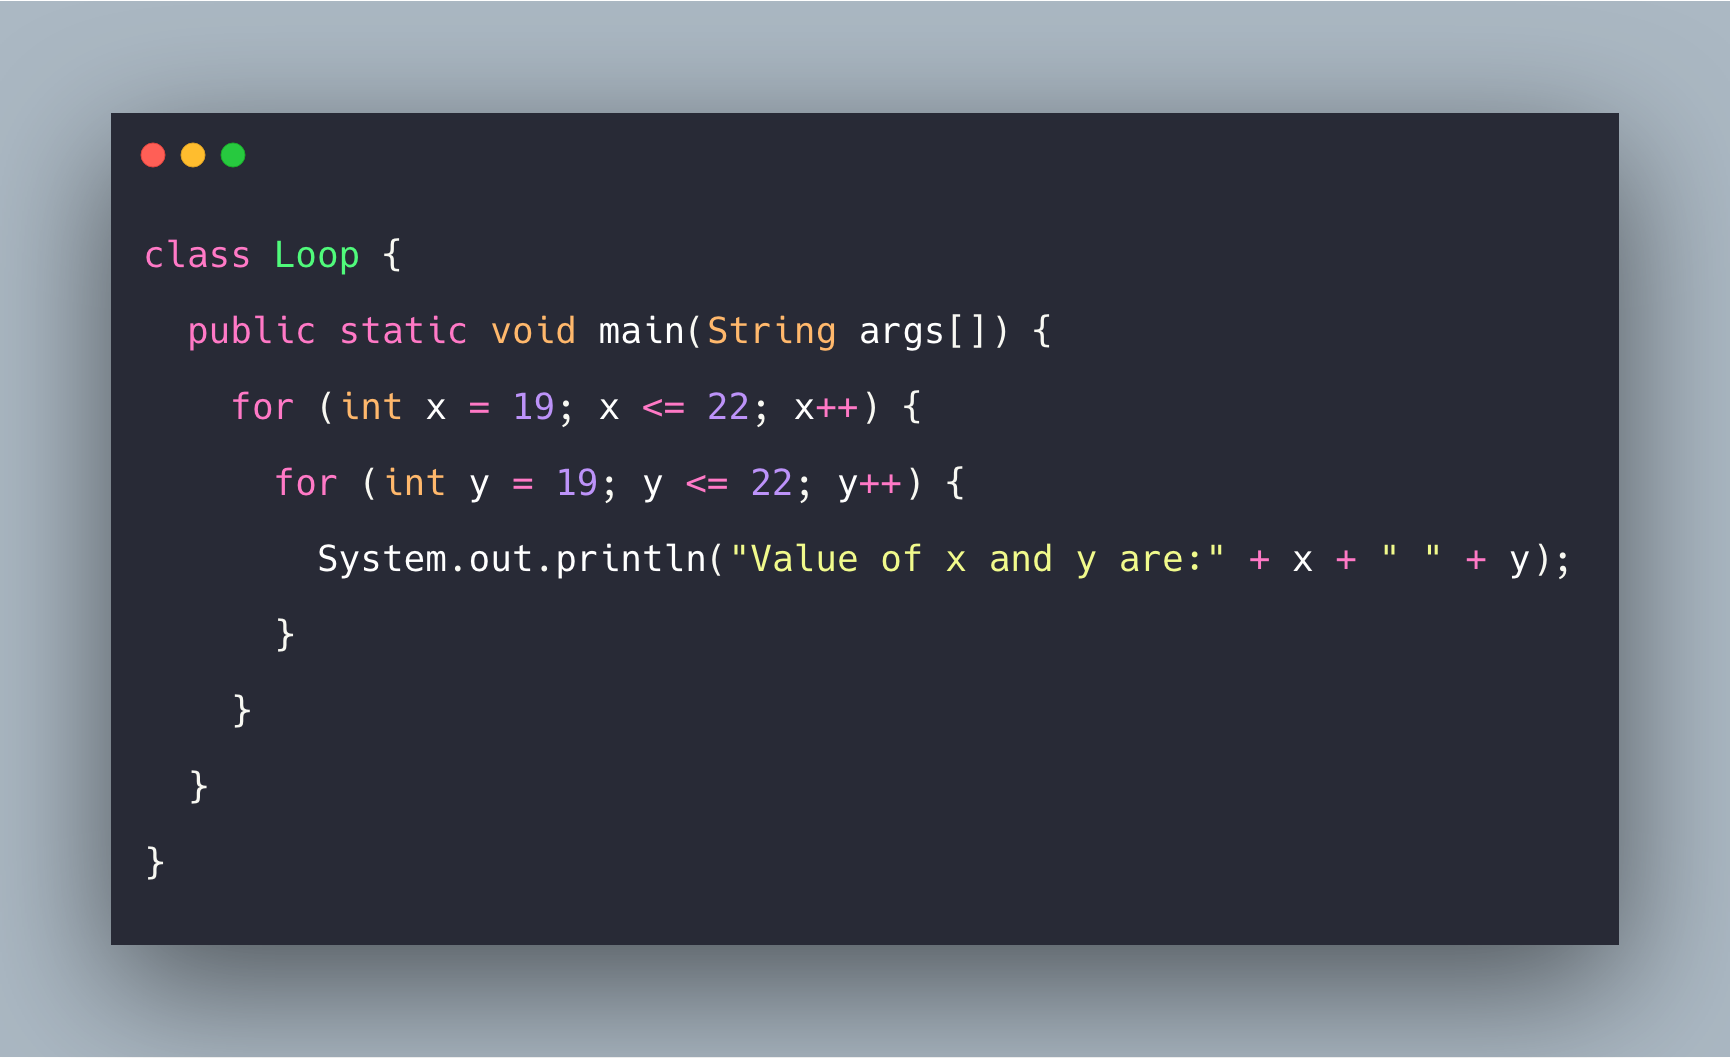 class Loop {
  public static void main(String args[]) {
    for (int x = 19; x <= 22; x++) {
      for (int y = 19; y <= 22; y++) {
        System.out.println("Value of x and y are:" + x + " " + y);
      }
    }
  }
}